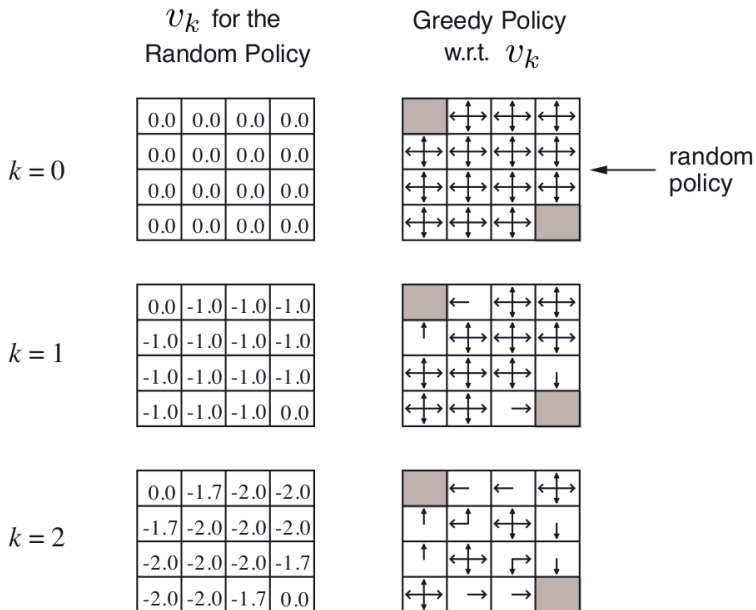 v_k for the
Random Policy
Greedy Policy
w.r.t. v_k
k = 0
0.0 0.0 0.0 0.0
0.0 0.0 0.0 0.0
0.0 0.0 0.0 0.0
0.0 0.0 0.0 0.0
random
policy
k = 1
0.0 -1.0 -1.0 -1.0
-1.0 -1.0 -1.0 -1.0
-1.0 -1.0 -1.0 -1.0
-1.0 -1.0 -1.0 0.0
k = 2
0.0 -1.7 -2.0 -2.0
-1.7 -2.0 -2.0 -2.0
-2.0 -2.0 -2.0 -1.7
-2.0 -2.0 -1.7 0.0